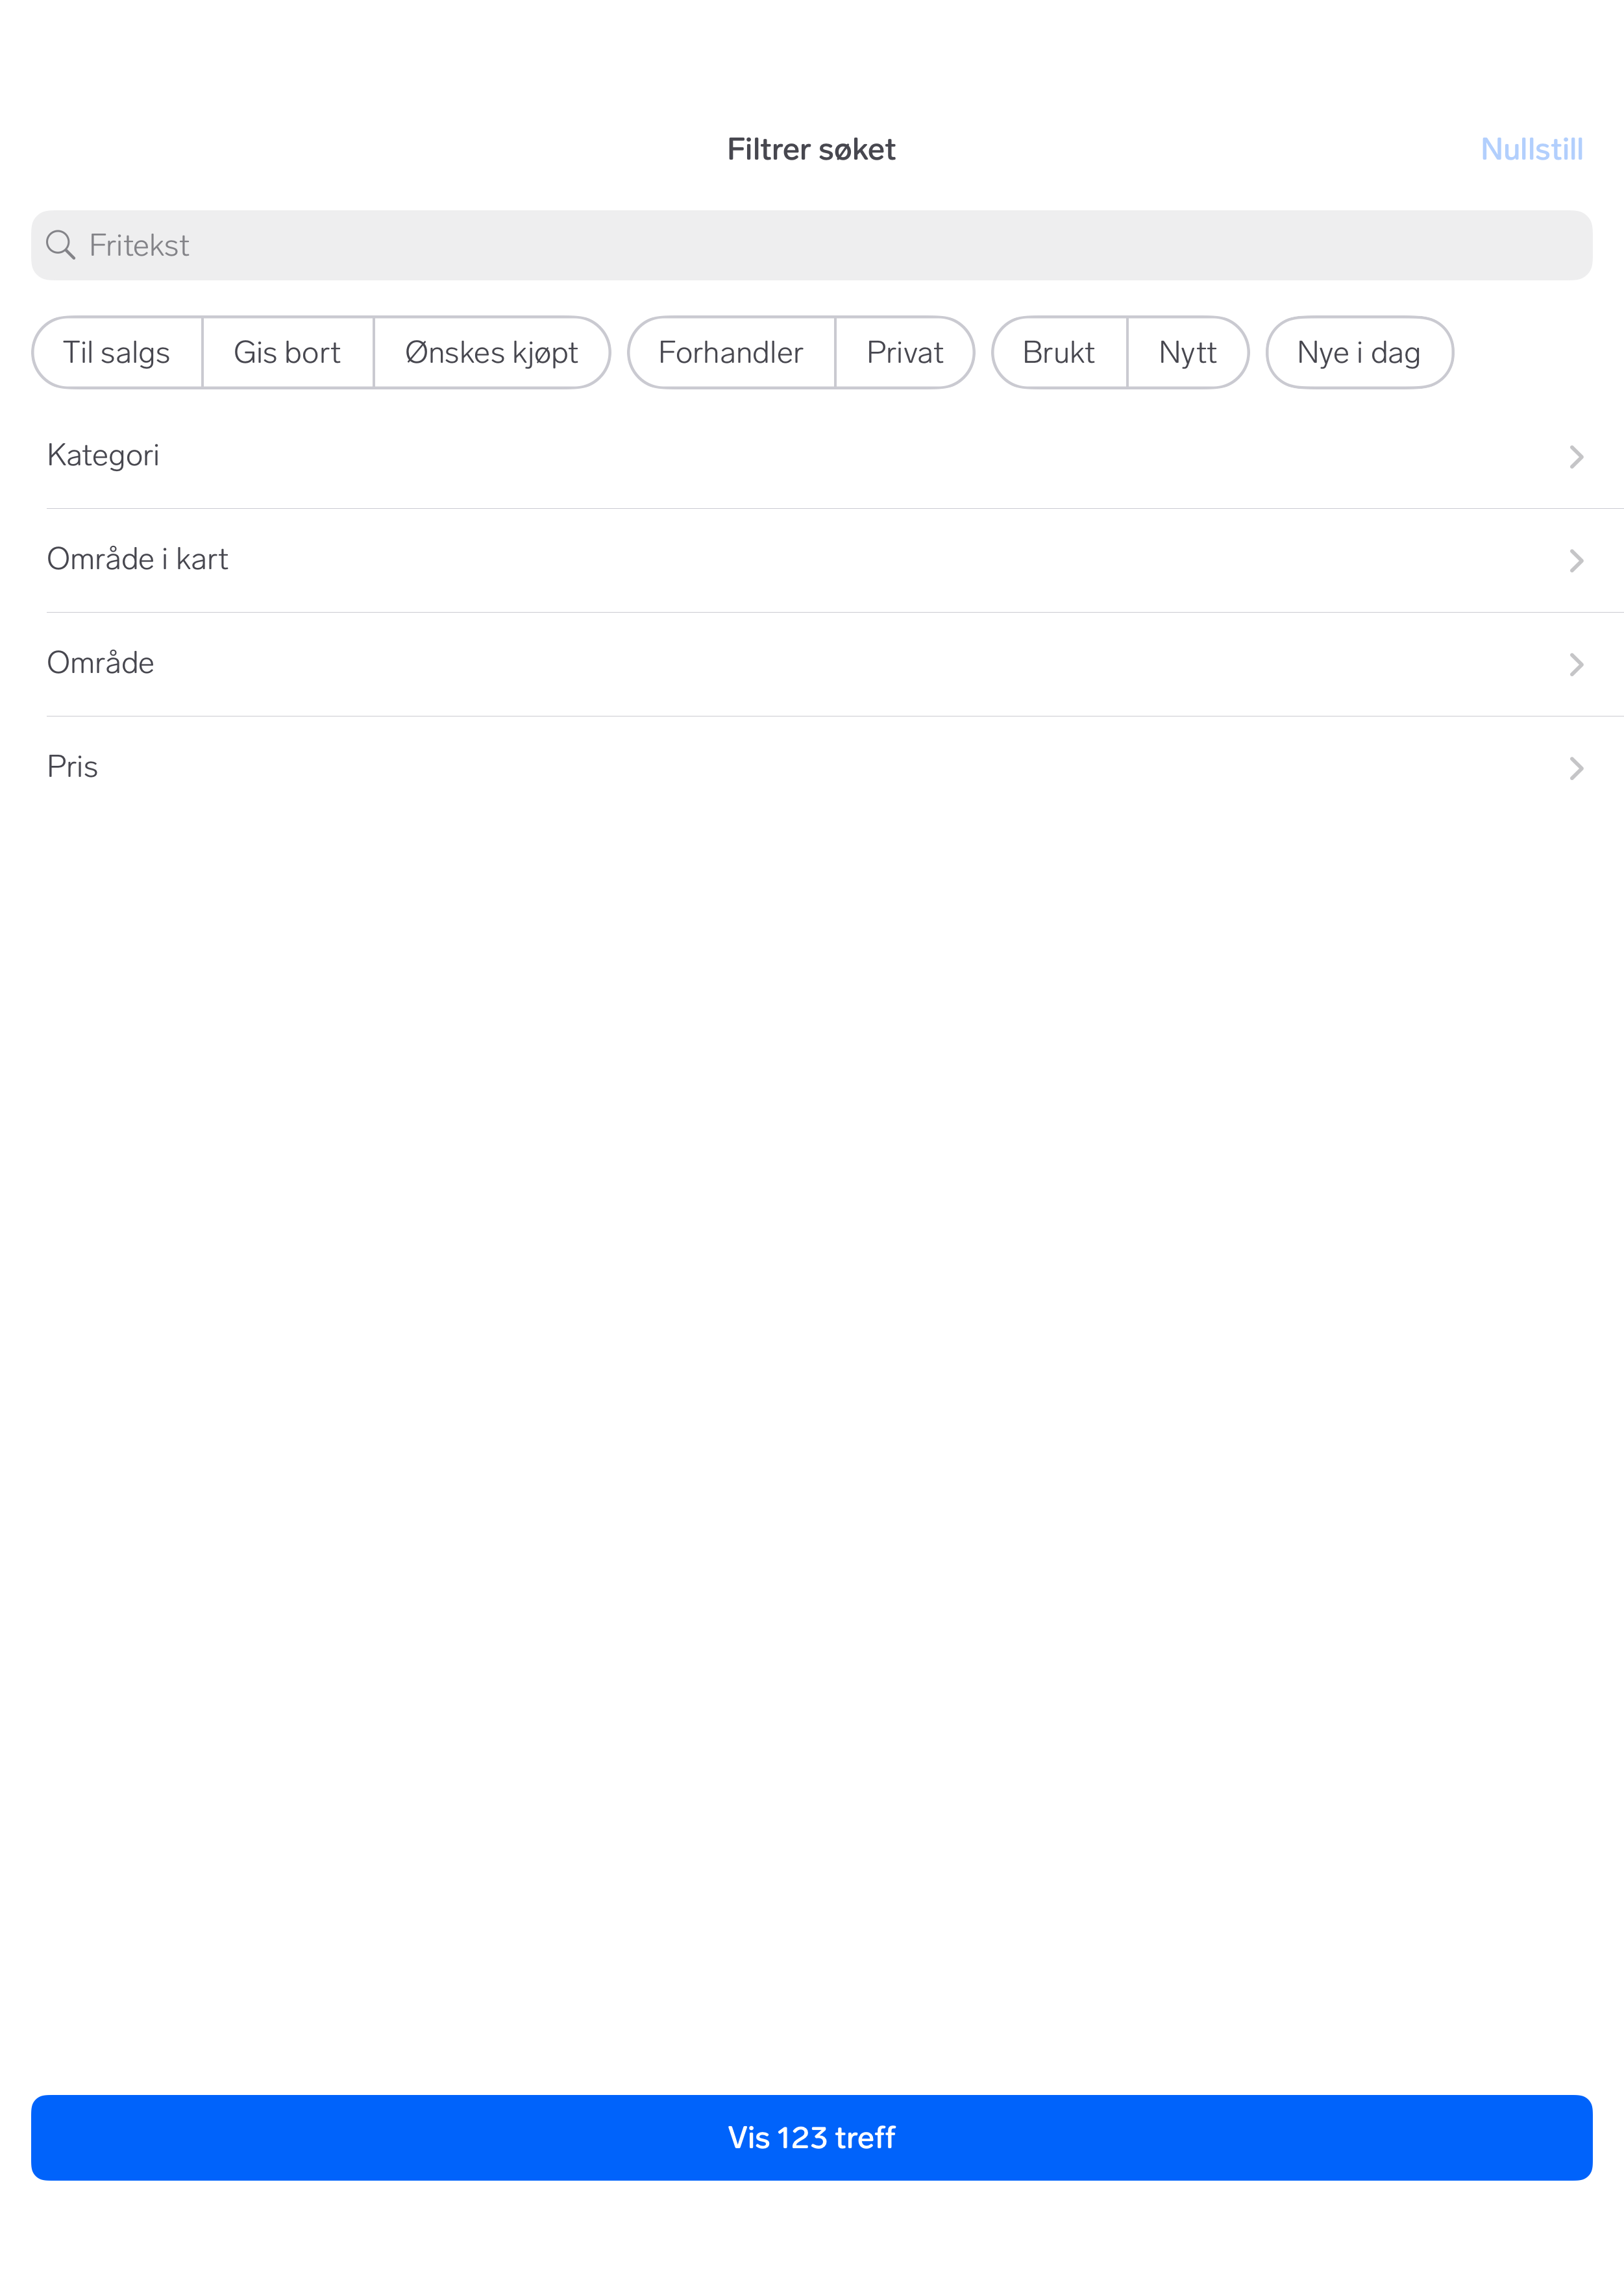 Filtrer søket
Nullstill
Fritekst
Til salgs Gis bort Ønskes kjøpt Forhandler Privat Brukt Nytt Nye i dag
Kategori
Område i kart
Område
Pris
Vis 123 treff